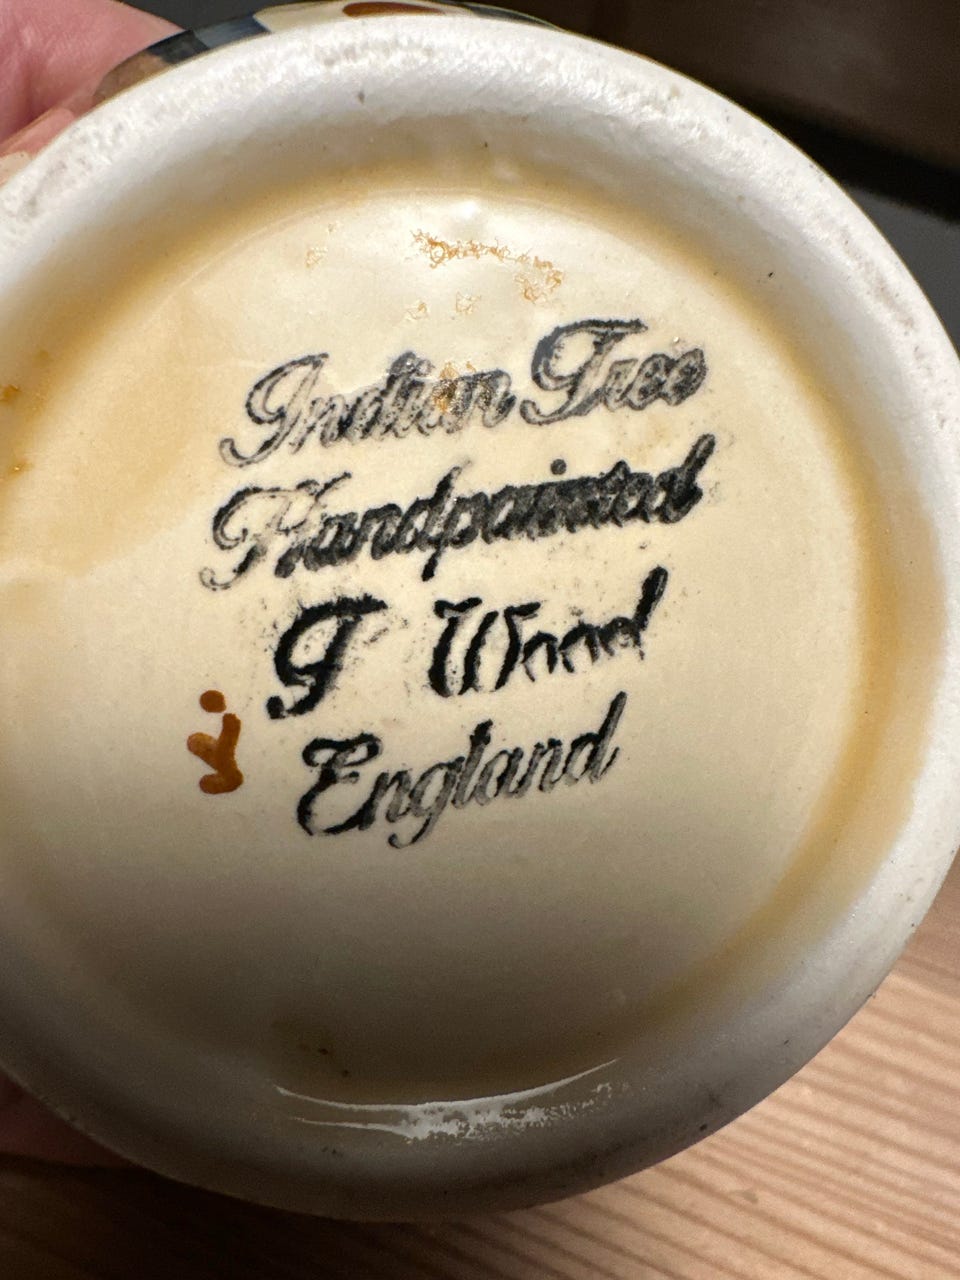 Indian Tree
Handpainted
T Wood
England